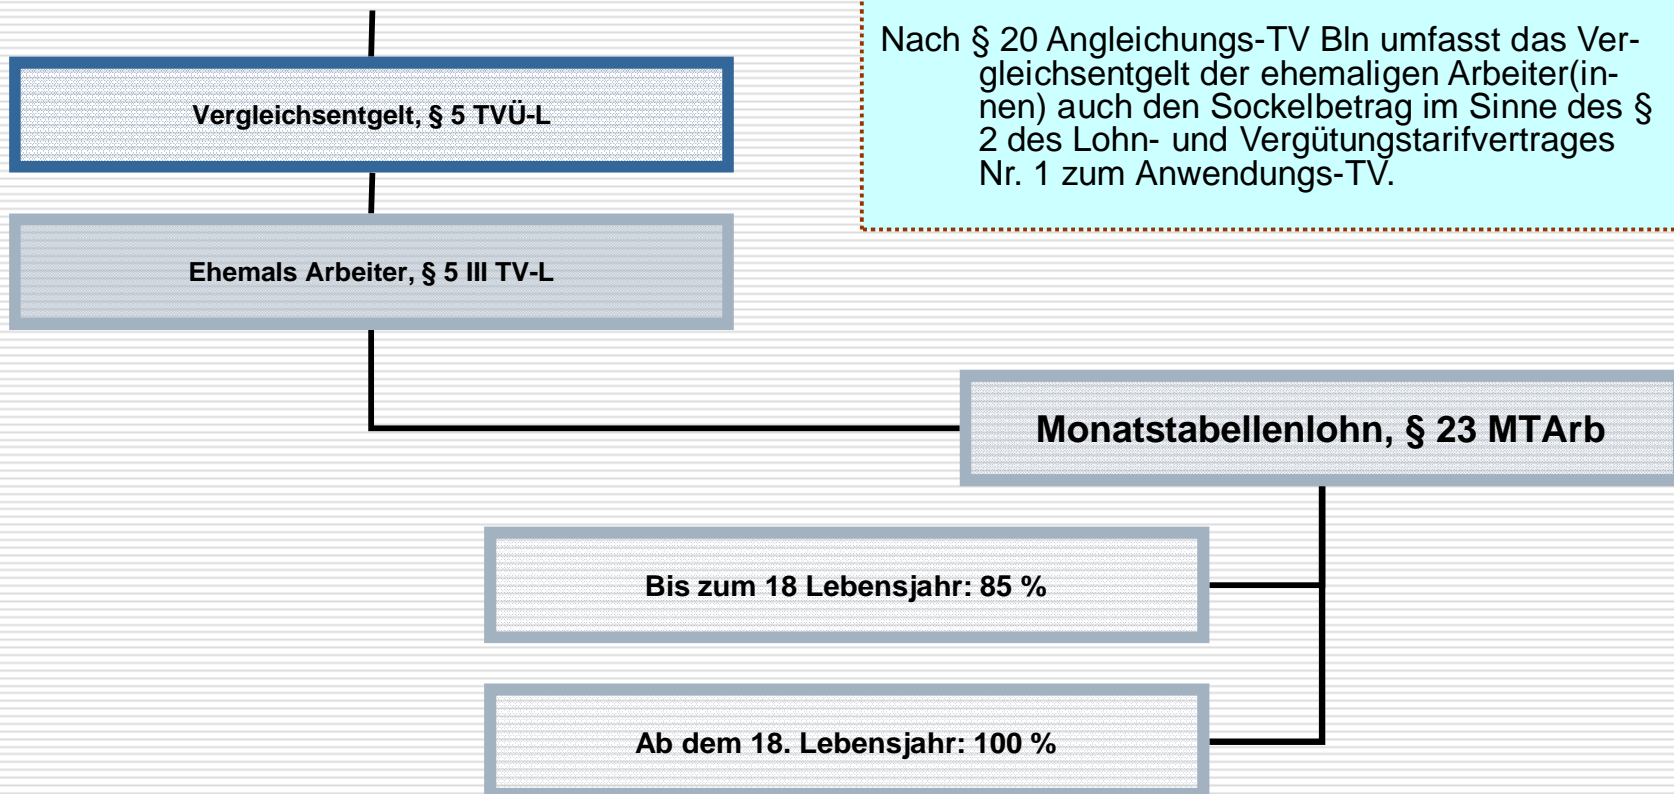 Nach § 20 Angleichungs-TV Bln umfasst das Ver-
gleichsentgelt der ehemaligen Arbeiter(in-
nen) auch den Sockelbetrag im Sinne des §
2 des Lohn- und Vergütungstarifvertrages
Nr. 1 zum Anwendungs-TV.
Vergleichsentgelt, § 5 TVÜ-L
Ehemals Arbeiter, § 5 III TV-L
Monatstabellenlohn, § 23 MTArb
Bis zum 18 Lebensjahr: 85 %
Ab dem 18. Lebensjahr: 100 %